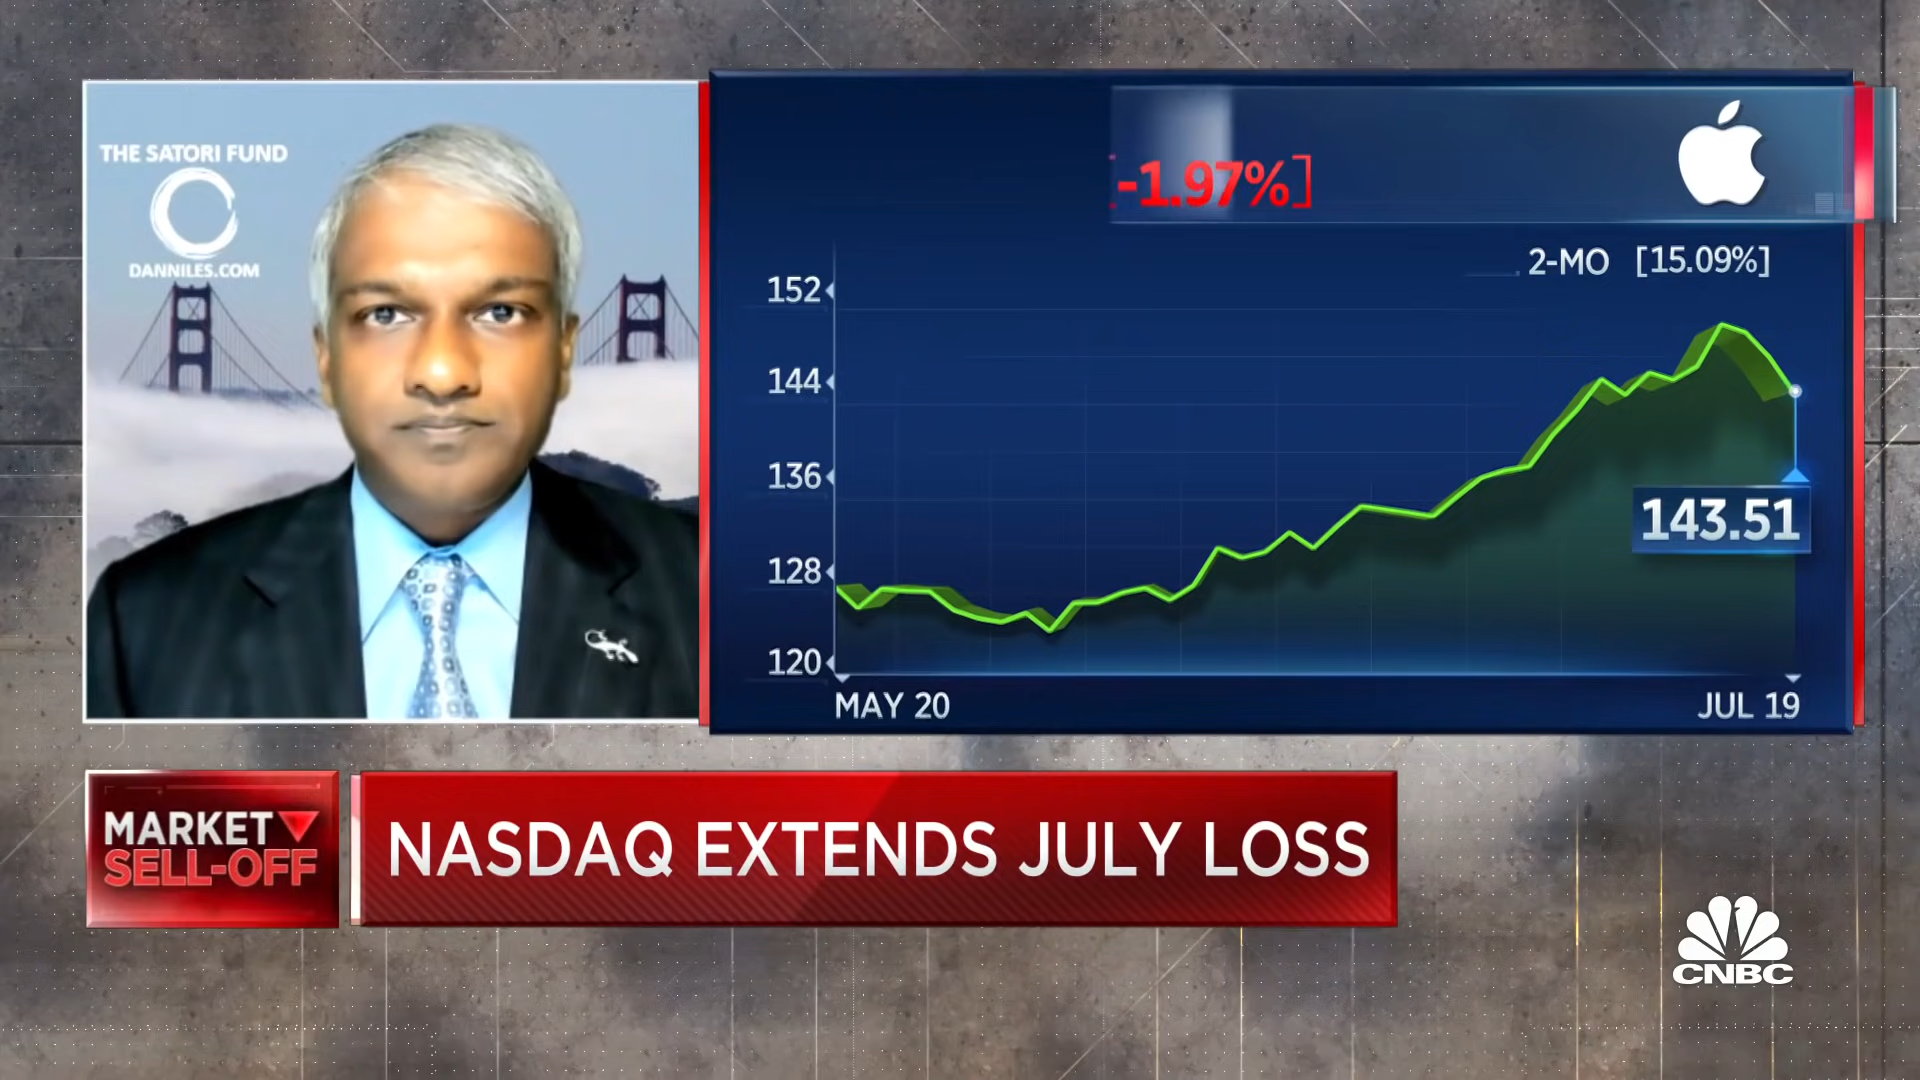 THE SATORI FUND
DANNILES.COM
[-1.97%]
2-MO [15.09%]
152
144
136
128
120
143.51
MAY 20 JUL 19
MARKET
SELL-OFF
NASDAQ EXTENDS JULY LOSS
CNBC